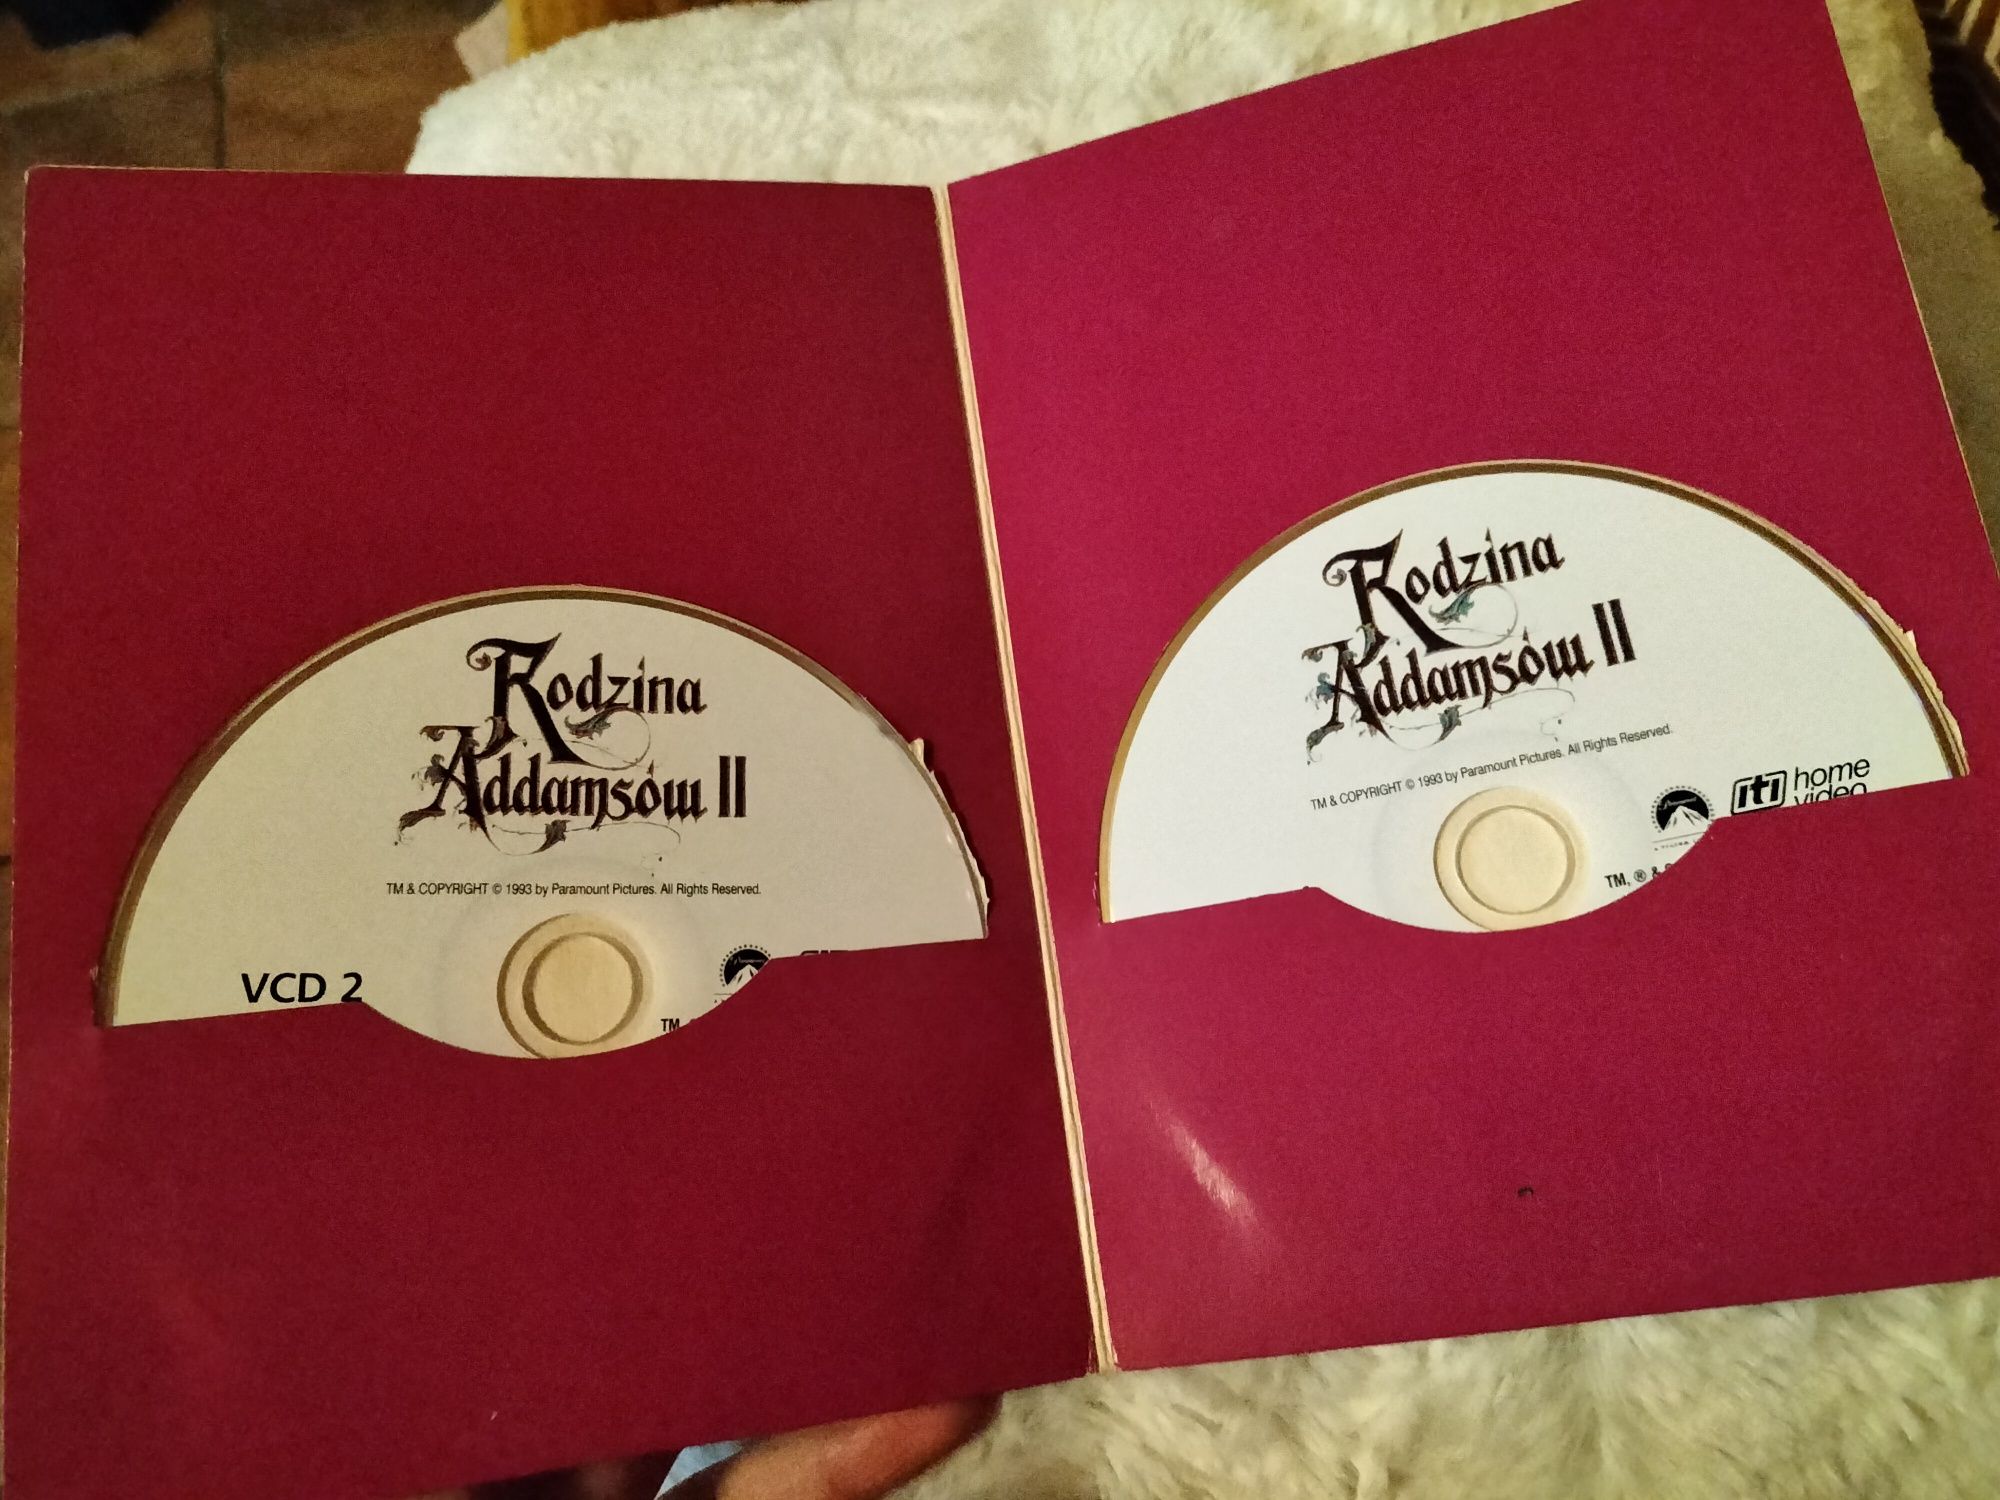 Rodzina
Addamsów II
TM & COPYRIGHT © 1993 by Paramount Pictures. All Rights Reserved.
VCD 2
TM,
Rodzina
Addamsów II
TM & COPYRIGHT © 1993 by Paramount Pictures. All Rights Reserved.
iti home
video
TM, ® &